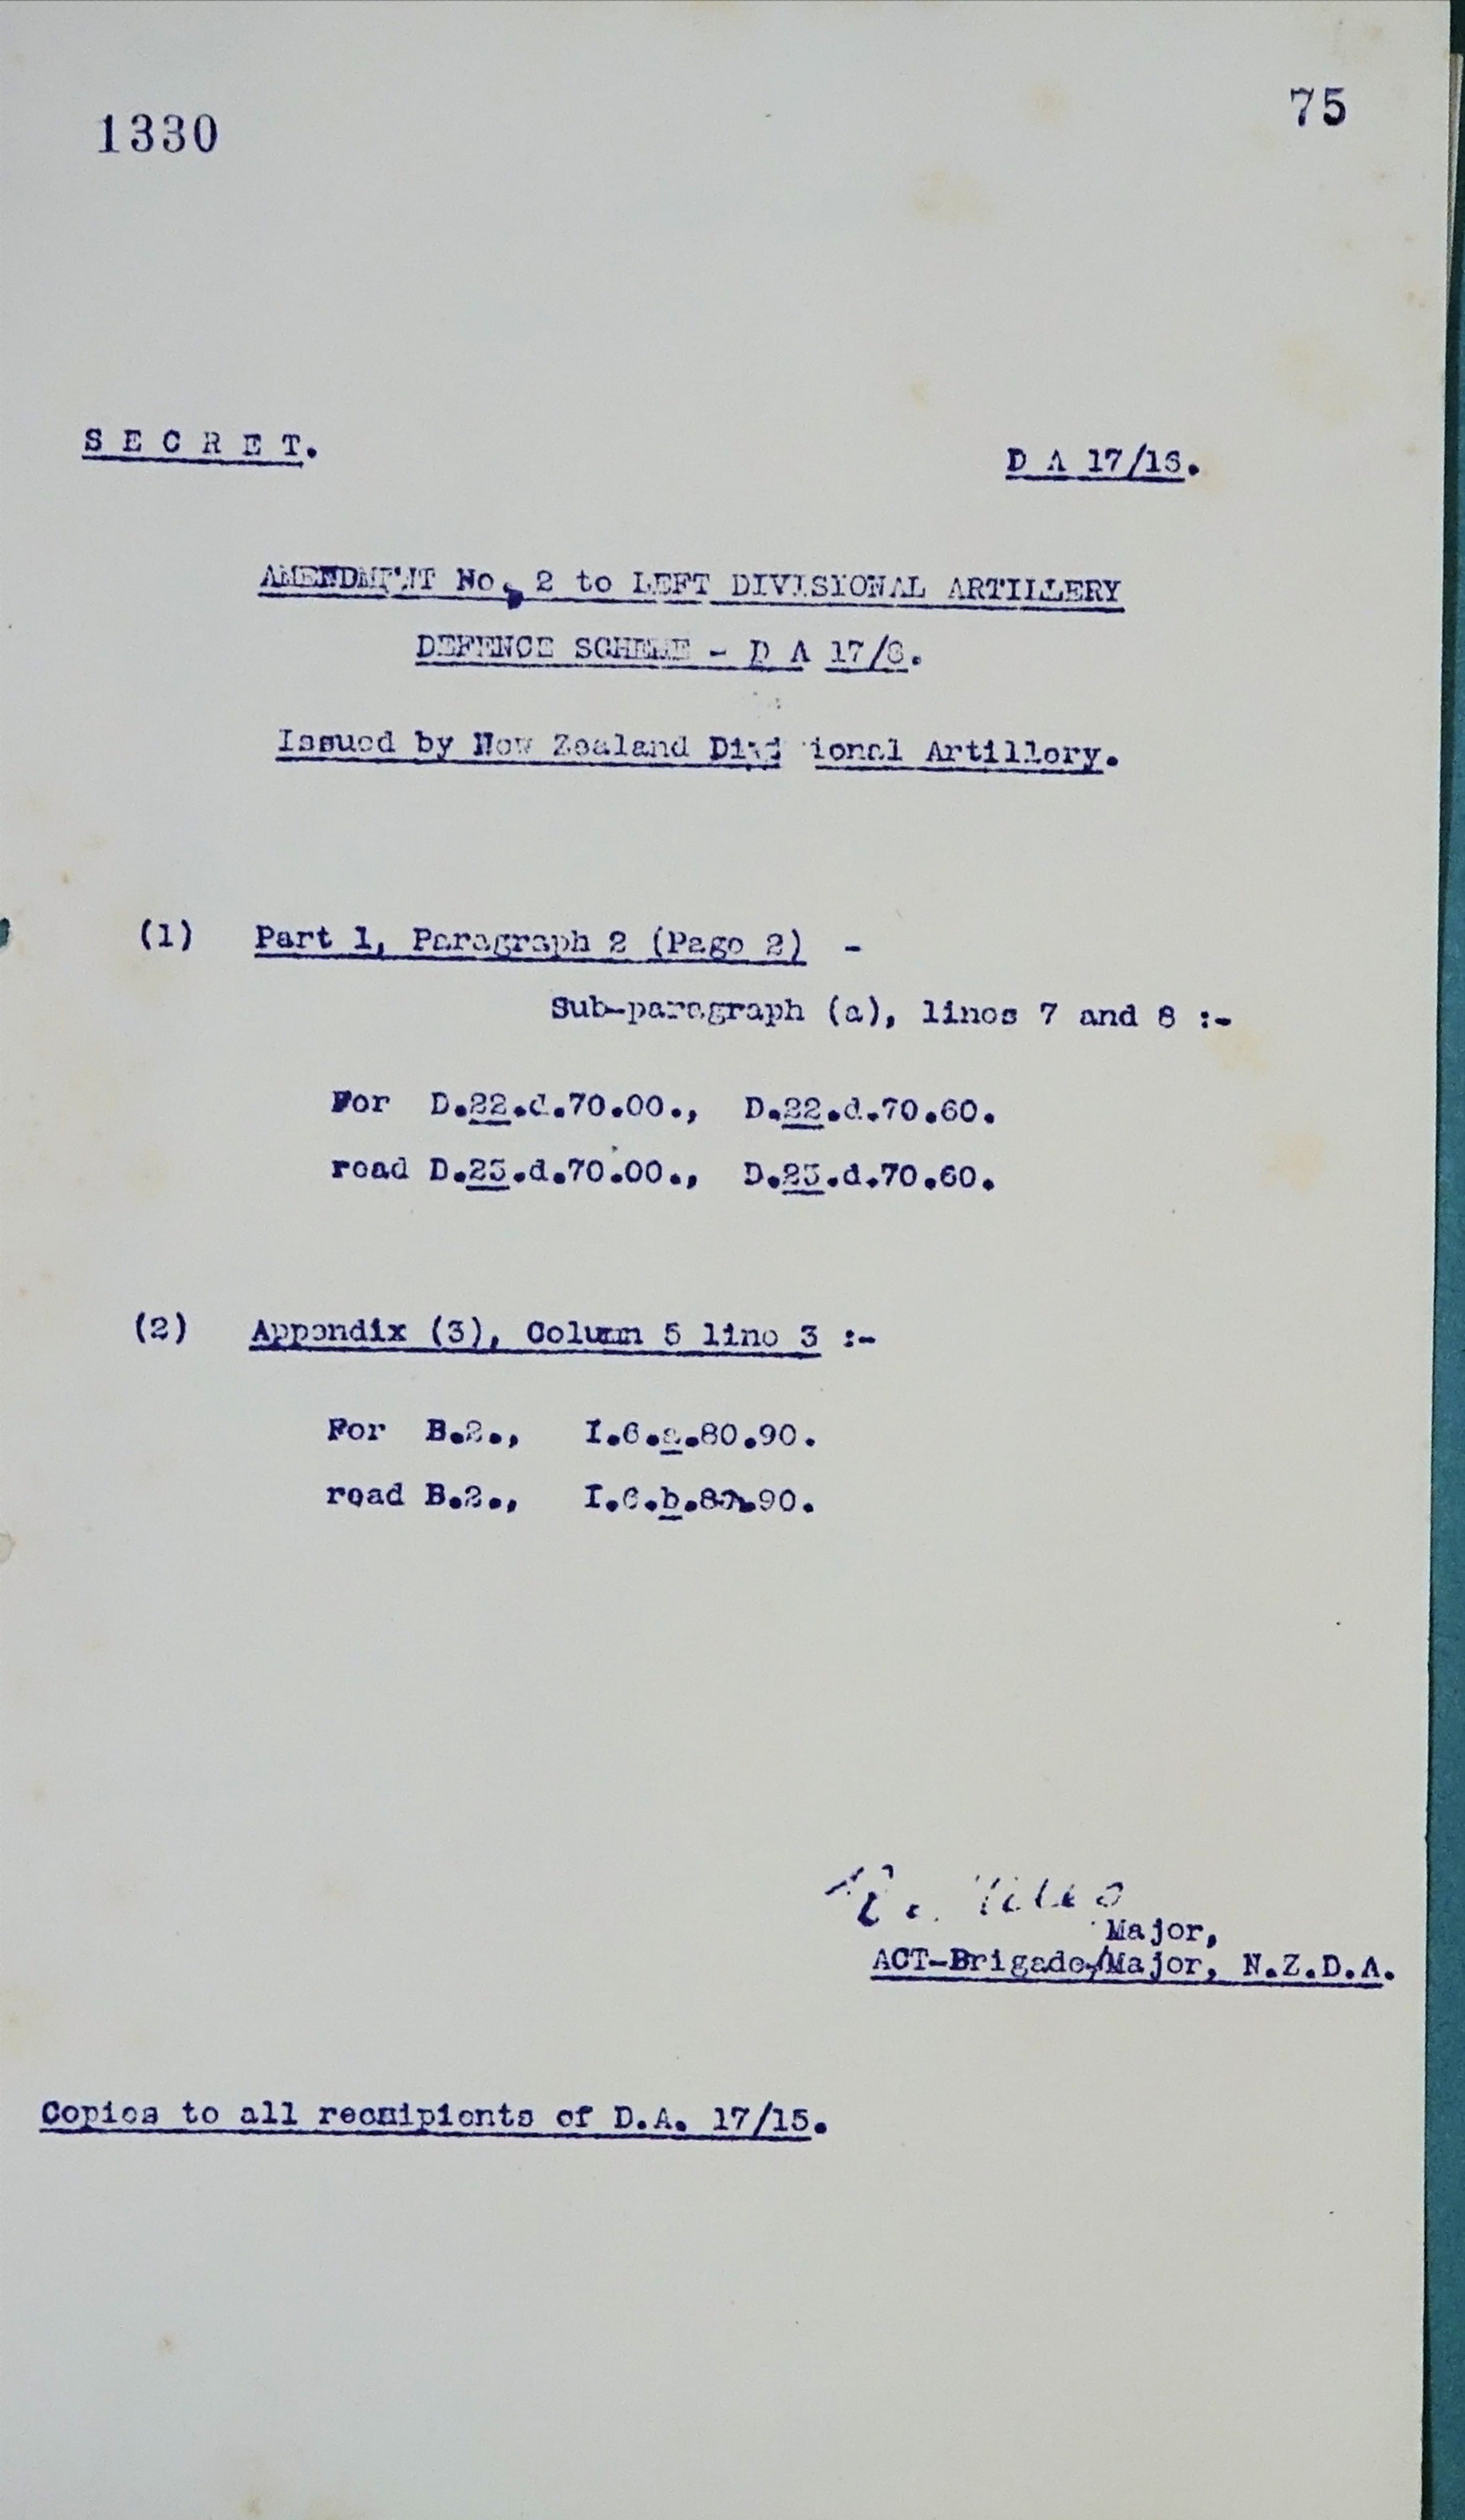 1330
75
S E C R E T.
D A 17/16.
AMENDMENT No. 2 to LEFT DIVISIONAL ARTILLERY
DEFENCE SCHEME - D A 17/8.
Issued by New Zealand Divisional Artillery.
(1) Part 1, Paragraph 2 (Page 2) -
Sub-paragraph (a), lines 7 and 8 :-
For D.22.d.70.00., D.22.d.70.60.
read D.23.d.70.00., D.23.d.70.60.
(2) Appendix (3), Column 5 line 3 :-
For B.2., I.6.a.80.90.
read B.2., I.6.b.80.90.
Major,
ACT-Brigade/Major, N.Z.D.A.
Copies to all recmipients of D.A. 17/15.